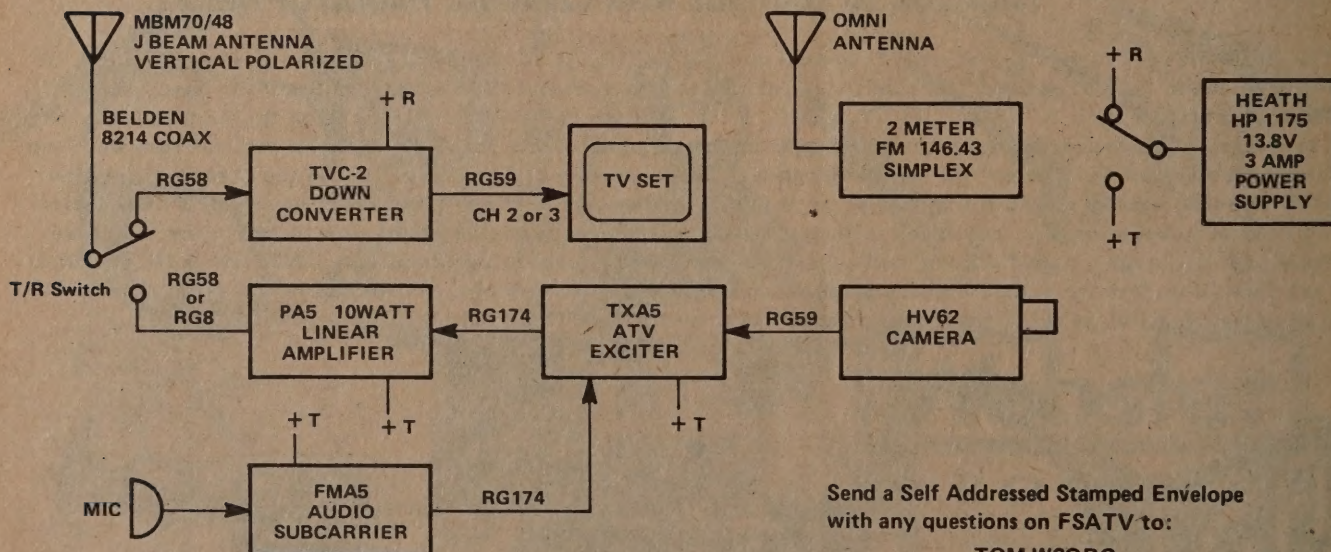 MBM70/48
J BEAM ANTENNA
VERTICAL POLARIZED
BELDEN
8214 COAX
+ R
RG58
TVC-2
DOWN
CONVERTER
RG59
CH 2 or 3
TV SET
OMNI
ANTENNA
2 METER
FM 146.43
SIMPLEX
+ R
+ T
HEATH
HP 1175
13.8V
3 AMP
POWER
SUPPLY
T/R Switch
RG58
or
RG8
PA5 10WATT
LINEAR
AMPLIFIER
+ T
RG174
TXA5
ATV
EXCITER
+ T
RG59
HV62
CAMERA
MIC
+ T
FMA5
AUDIO
SUBCARRIER
RG174
Send a Self Addressed Stamped Envelope
with any questions on FSATV to: